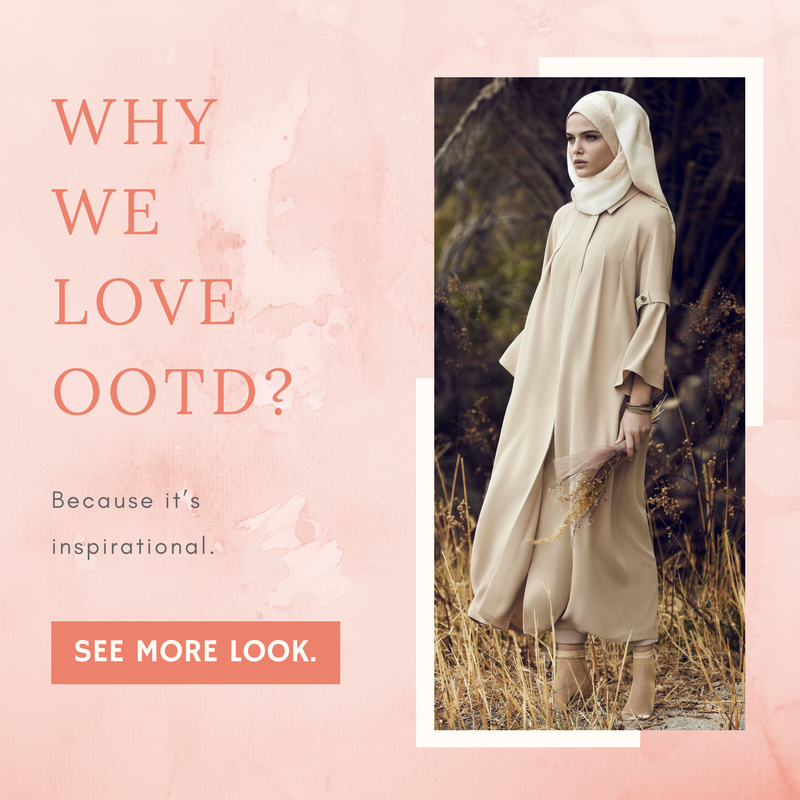 WHY
WE
LOVE
OOTD?
Because it's
inspirational.
SEE MORE LOOK.